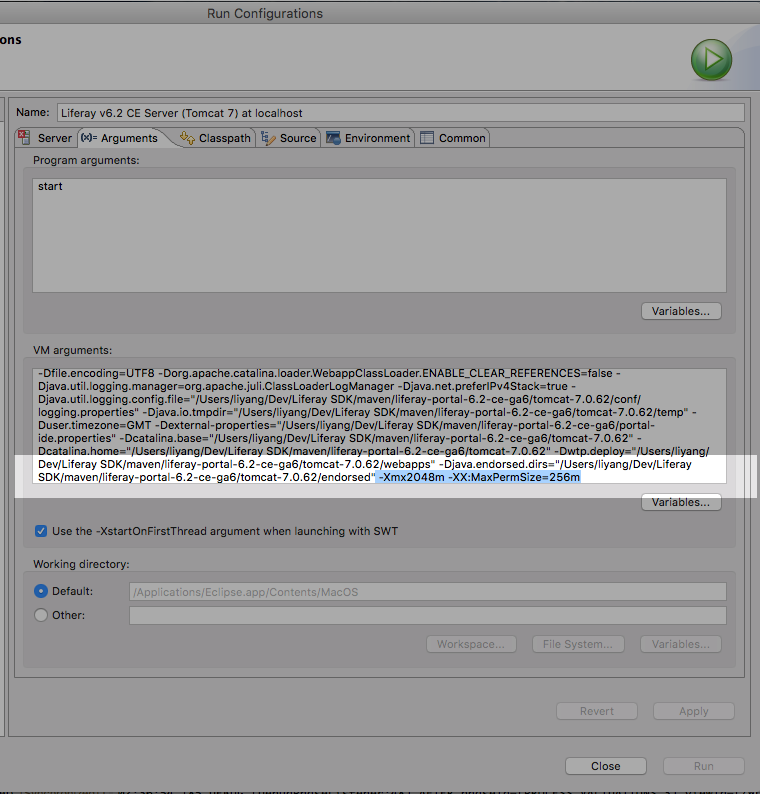 Run Configurations
ons
Name: Liferay v6.2 CE Server (Tomcat 7) at localhost
Server (x)= Arguments Classpath Source Environment Common
Program arguments:
start
Variables...
VM arguments:
-Dfile.encoding=UTF8 -Dorg.apache.catalina.loader.WebappClassLoader.ENABLE_CLEAR_REFERENCES=false -
Djava.util.logging.manager=org.apache.juli.ClassLoaderLogManager -Djava.net.preferIPv4Stack=true -
Djava.util.logging.config.file="/Users/liyang/Dev/Liferay SDK/maven/liferay-portal-6.2-ce-ga6/tomcat-7.0.62/conf/
logging.properties" -Djava.io.tmpdir="/Users/liyang/Dev/Liferay SDK/maven/liferay-portal-6.2-ce-ga6/tomcat-7.0.62/temp" -
Duser.timezone=GMT -Dexternal-properties="/Users/liyang/Dev/Liferay SDK/maven/liferay-portal-6.2-ce-ga6/portal-
ide.properties" -Dcatalina.base="/Users/liyang/Dev/Liferay SDK/maven/liferay-portal-6.2-ce-ga6/tomcat-7.0.62" -
Dcatalina.home="/Users/liyang/Dev/Liferay SDK/maven/liferay-portal-6.2-ce-ga6/tomcat-7.0.62" -Dwtp.deploy="/Users/liyang/
Dev/Liferay SDK/maven/liferay-portal-6.2-ce-ga6/tomcat-7.0.62/webapps" -Djava.endorsed.dirs="/Users/liyang/Dev/Liferay
SDK/maven/liferay-portal-6.2-ce-ga6/tomcat-7.0.62/endorsed" -Xmx2048m -XX:MaxPermSize=256m
Variables...
Use the -XstartOnFirstThread argument when launching with SWT
Working directory:
Default: /Applications/Eclipse.app/Contents/MacOS
Other:
Workspace... File System... Variables...
Revert Apply
Close Run